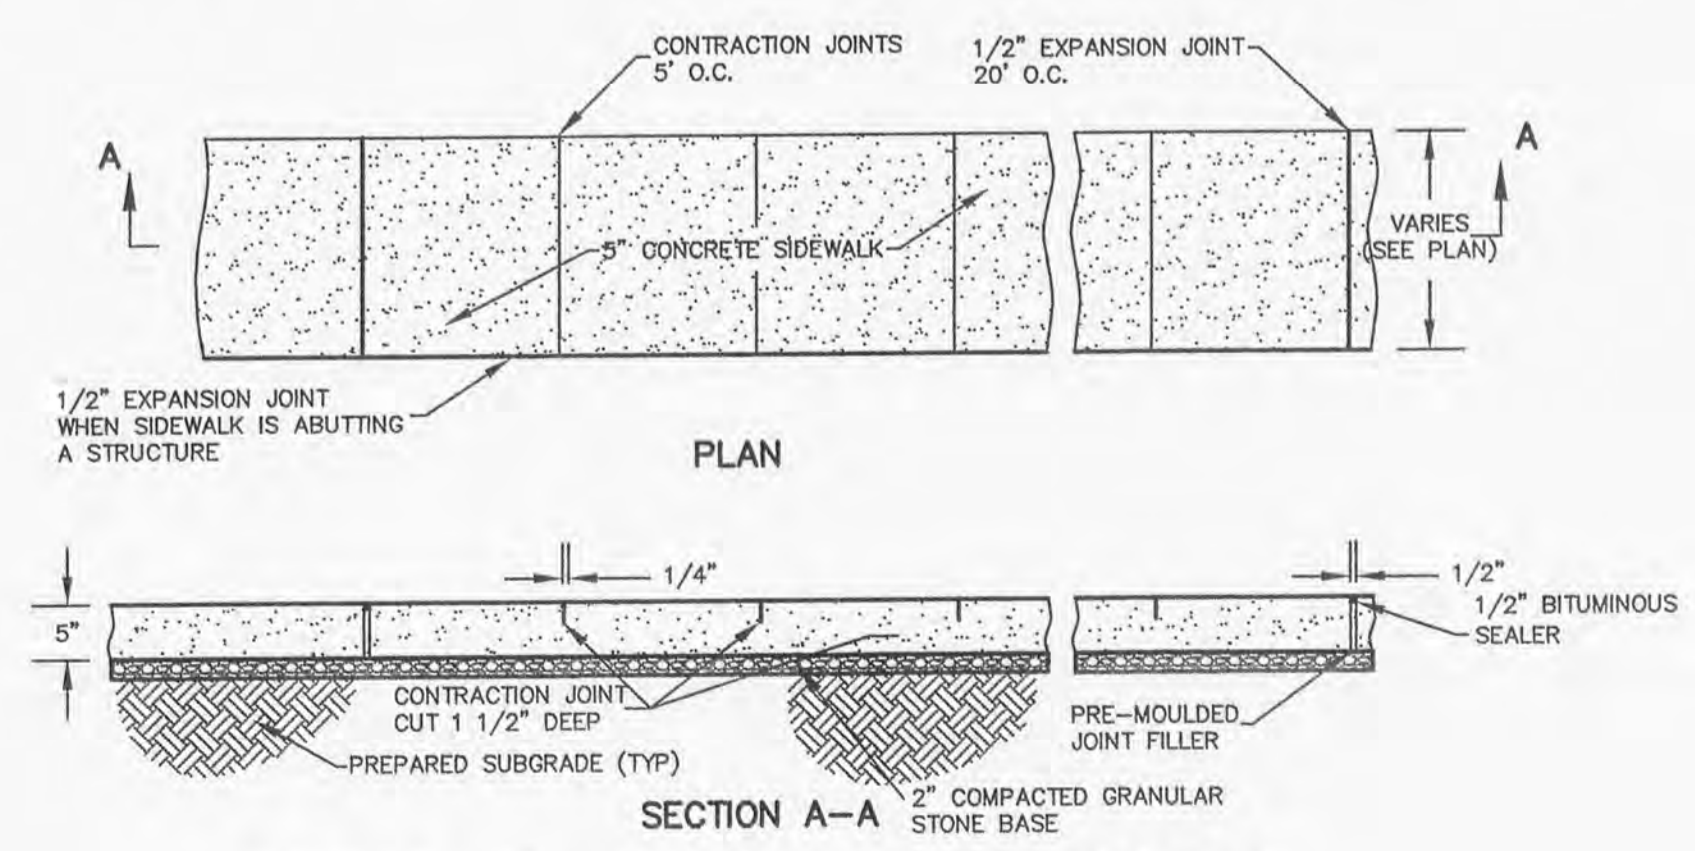 CONTRACTION JOINTS
5' O.C.
1/2" EXPANSION JOINT
20' O.C.
A
A
VARIES
(SEE PLAN)
5" CONCRETE SIDEWALK
1/2" EXPANSION JOINT
WHEN SIDEWALK IS ABUTTING
A STRUCTURE
PLAN
1/4"
1/2"
1/2" BITUMINOUS
SEALER
5"
CONTRACTION JOINT
CUT 1 1/2" DEEP
PRE-MOULDED
JOINT FILLER
PREPARED SUBGRADE (TYP)
2" COMPACTED GRANULAR
STONE BASE
SECTION A-A